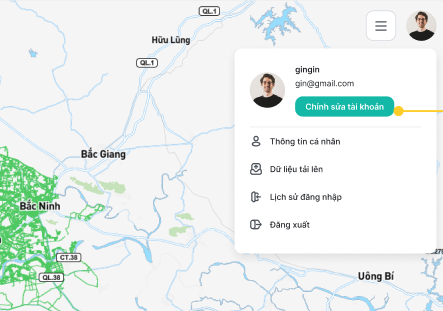 QL.1
Hữu Lũng
QL.1
gingin
gin@gmail.com
Chỉnh sửa tài khoản
Thông tin cá nhân
Bắc Giang
Dữ liệu tải lên
Lịch sử đăng nhập
Bắc Ninh
Đăng xuất
CT.38
QL.38
Uông Bí